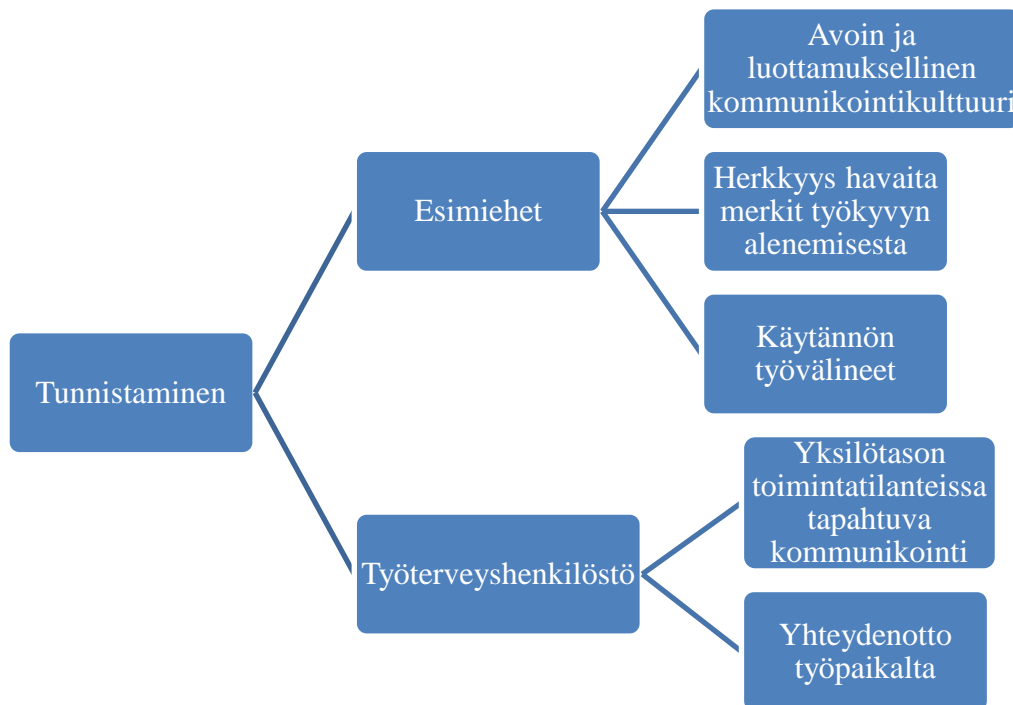 Avoin ja
luottamuksellinen
kommunikointikulttuuri
Esimiehet
Herkkyys havaita
merkit työkyvyn
alenemisesta
Käytännön
työvälineet
Tunnistaminen
Yksilötason
toimintatilanteissa
tapahtuva
kommunikointi
Työterveyshenkilöstö
Yhteydenotto
työpaikalta